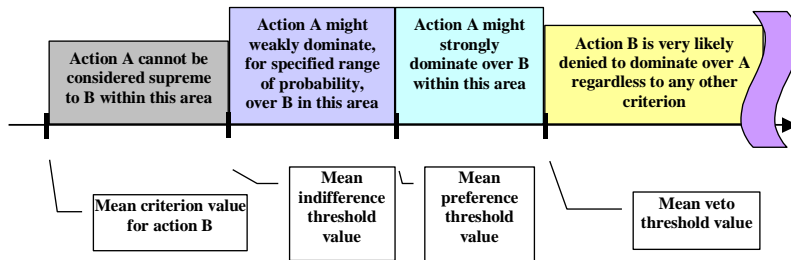 Action A cannot be
considered supreme
to B within this area
Action A might
weakly dominate,
for specified range
of probability,
over B in this area
Action A might
strongly
dominate over B
within this area
Action B is very likely
denied to dominate over A
regardless to any other
criterion
Mean criterion value
for action B
Mean
indifference
threshold
value
Mean
preference
threshold
value
Mean veto
threshold value